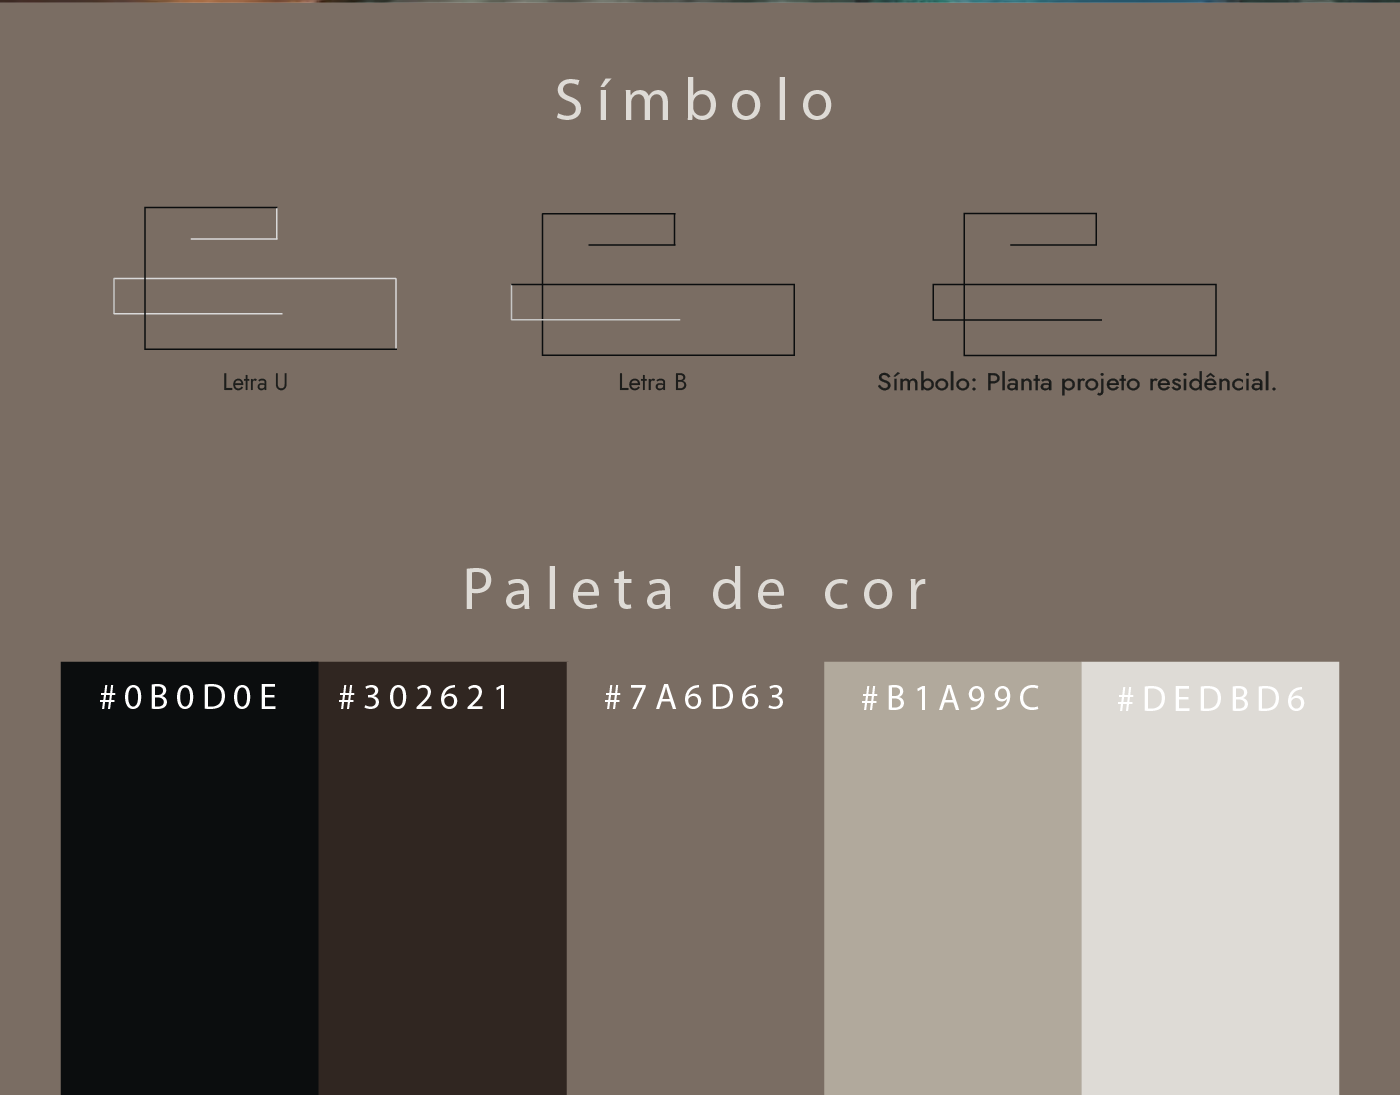 Símbolo
Letra U
Letra B
Símbolo: Planta projeto residêncial.
Paleta de cor
#0B0D0E
#302621
#7A6D63
#B1A99C
#DEDBD6